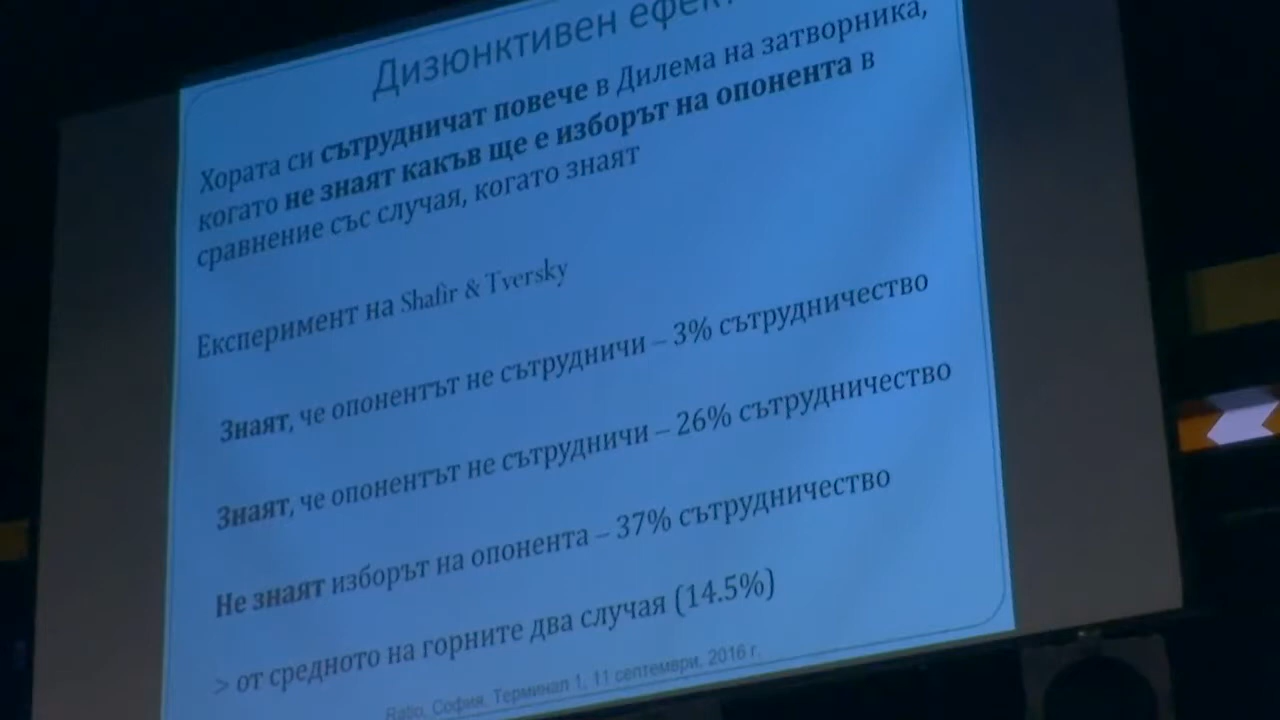 Дизюнктивен ефект
Хората си сътрудничат повече в Дилема на затворника,
когато не знаят какъв ще е изборът на опонента в
сравнение със случая, когато знаят
Експеримент на Shafir & Tversky
Знаят, че опонентът не сътрудничи – 3% сътрудничество
Знаят, че опонентът не сътрудничи – 26% сътрудничество
Не знаят изборът на опонента – 37% сътрудничество
> от средното на горните два случая (14.5%)
Ratio, София, Терминал 1, 11 септември, 2016 г.